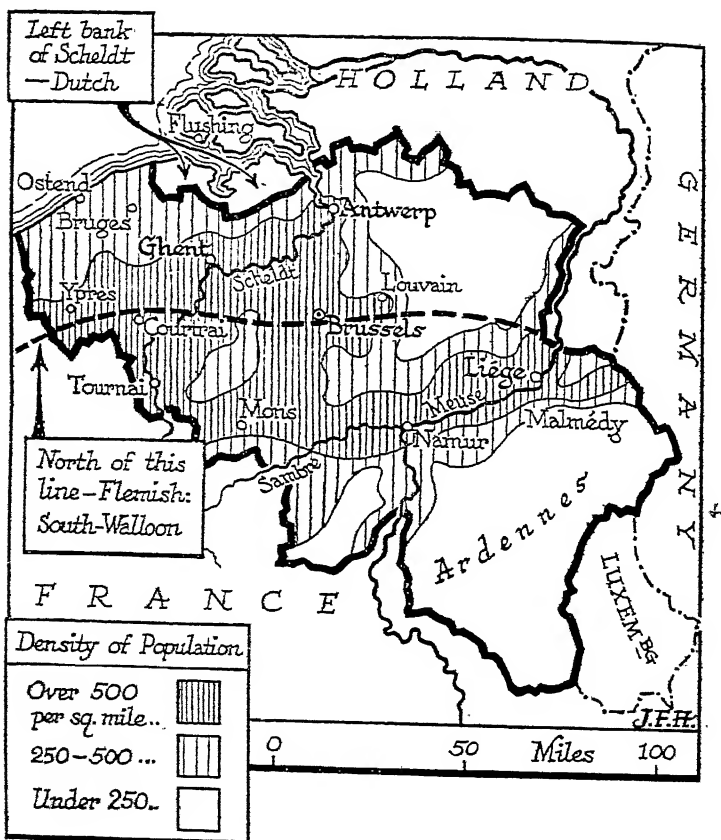 Left bank
of Scheldt
—Dutch
HOLLAND
Flushing
GERMANY
Ostend
Bruges
Antwerp
Ghent
Scheldt
Louvain
Ypres
Courtrai
Brussels
Tournai
Liége
Meuse
Mons
Malmédy
Namur
Sambre
North of this
line—Flemish:
South-Walloon
Ardennes
FRANCE
LUXEMBG
Density of Population
Over 500
per sq. mile..
250–500 ...
Under 250..
J.F.H.
0 50 Miles 100